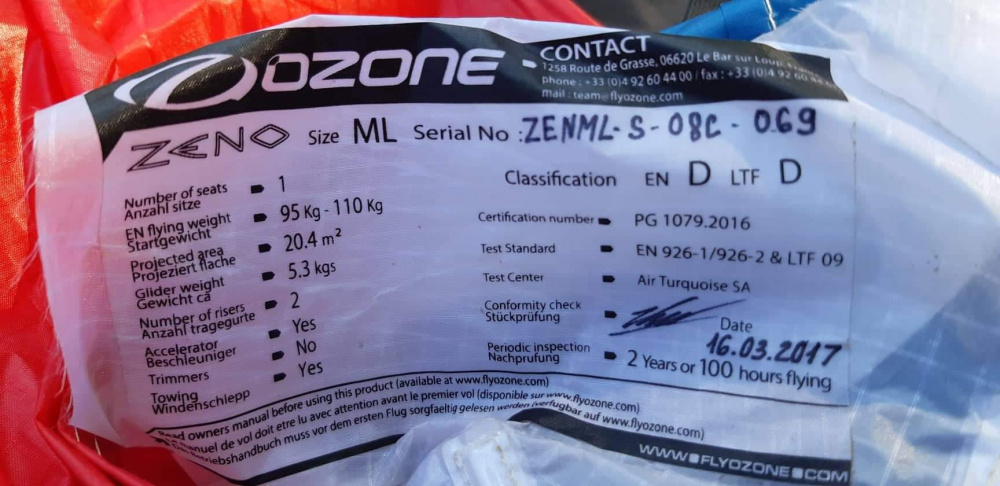 OZONE - CONTACT
1258 Route de Grasse, 06620 Le Bar sur Loup,
phone : +33 (0)4 92 60 44 00 / fax : +33 (0)4 92 60
mail : team@flyozone.com
ZENO Size ML Serial No : ZENML-S-08C-069
Classification EN D LTF D
Number of seats 1
Anzahl sitze
EN flying weight 95 Kg - 110 Kg
Startgewicht
Projected area 20.4 m²
Projeziert fläche
Glider weight 5.3 kgs
Gewicht ca
Number of risers 2
Anzahl tragegurte
Accelerator Yes
Beschleuniger
Trimmers No
Towing Yes
Windenschlepp
Certification number PG 1079.2016
Test Standard EN 926-1/926-2 & LTF 09
Test Center Air Turquoise SA
Conformity check
Stückprüfung
Date
16.03.2017
Periodic inspection 2 Years or 100 hours flying
Nachprufung
owners manual before using this product (available at www.flyozone.com)
manuel de vol doit etre lu avec attention avant le premier vol (disponible sur www.flyozone.com)
Betriebshandbuch muss vor dem ersten Flug sorgfaeltig gelesen werden (verfugbar auf www.flyozone.com)
WWW.FLYOZONE.COM